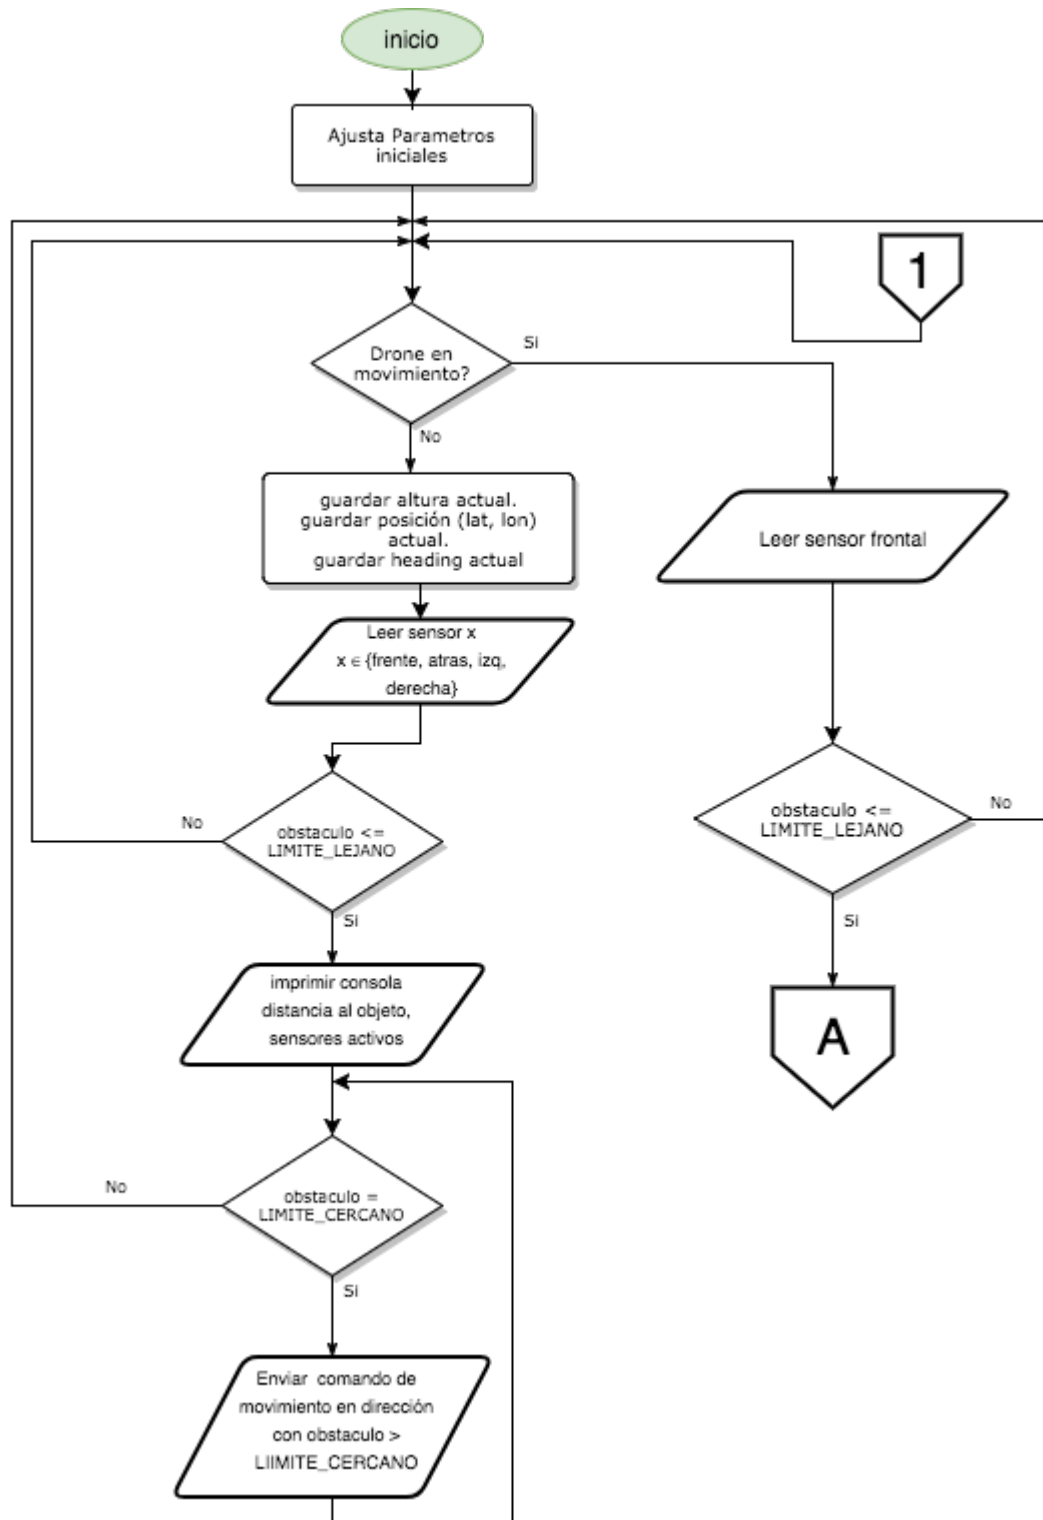 inicio
Ajusta Parametros
iniciales
1
Drone en
movimiento?
Si
No
guardar altura actual.
guardar posición (lat, lon)
actual.
guardar heading actual
Leer sensor frontal
Leer sensor x
x ∈ {frente, atras, izq,
derecha}
obstaculo <=
LIMITE_LEJANO
No
Si
obstaculo <=
LIMITE_LEJANO
No
Si
A
imprimir consola
distancia al objeto,
sensores activos
obstaculo =
LIMITE_CERCANO
No
Si
Enviar comando de
movimiento en dirección
con obstaculo >
LIIMITE_CERCANO